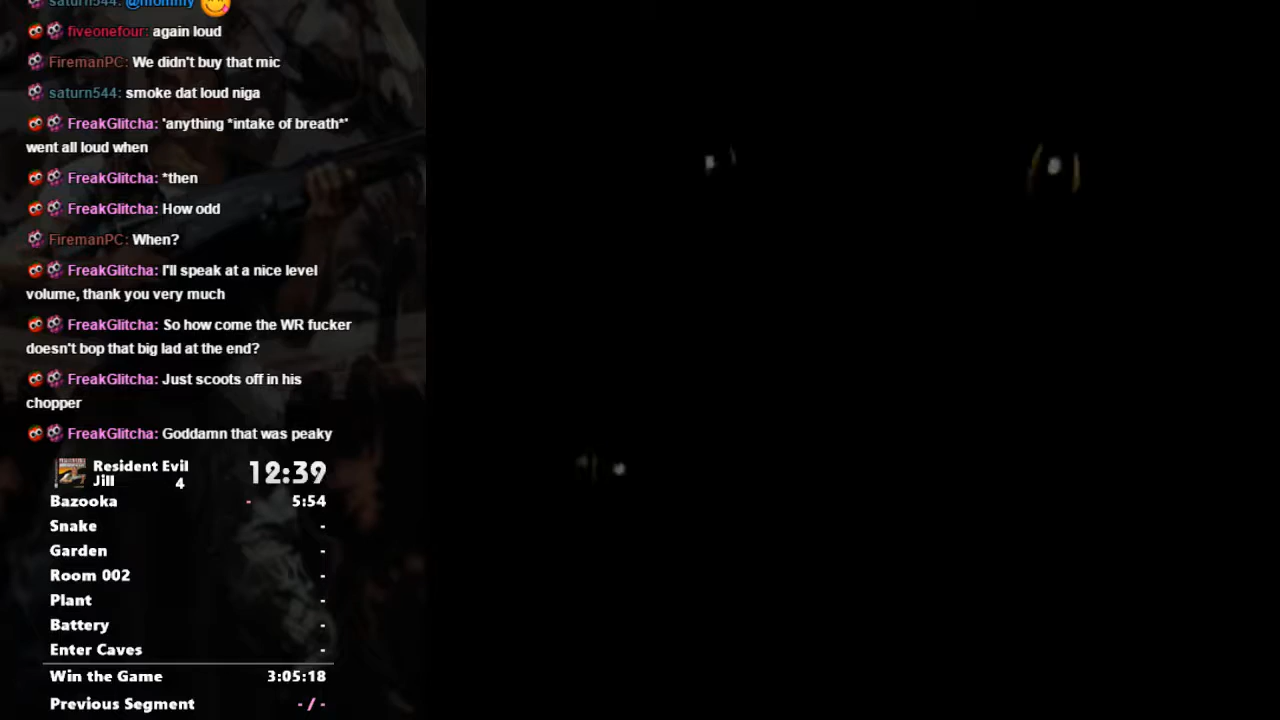 saturn544: @mommy
fiveonefour: again loud
FiremanPC: We didn't buy that mic
saturn544: smoke dat loud niga
FreakGlitcha: 'anything *intake of breath*'
went all loud when
FreakGlitcha: *then
FreakGlitcha: How odd
FiremanPC: When?
FreakGlitcha: I'll speak at a nice level
volume, thank you very much
FreakGlitcha: So how come the WR fucker
doesn't bop that big lad at the end?
FreakGlitcha: Just scoots off in his
chopper
FreakGlitcha: Goddamn that was peaky
Resident Evil
Jill 4 12:39
Bazooka - 5:54
Snake -
Garden -
Room 002 -
Plant -
Battery -
Enter Caves -
Win the Game 3:05:18
Previous Segment - / -